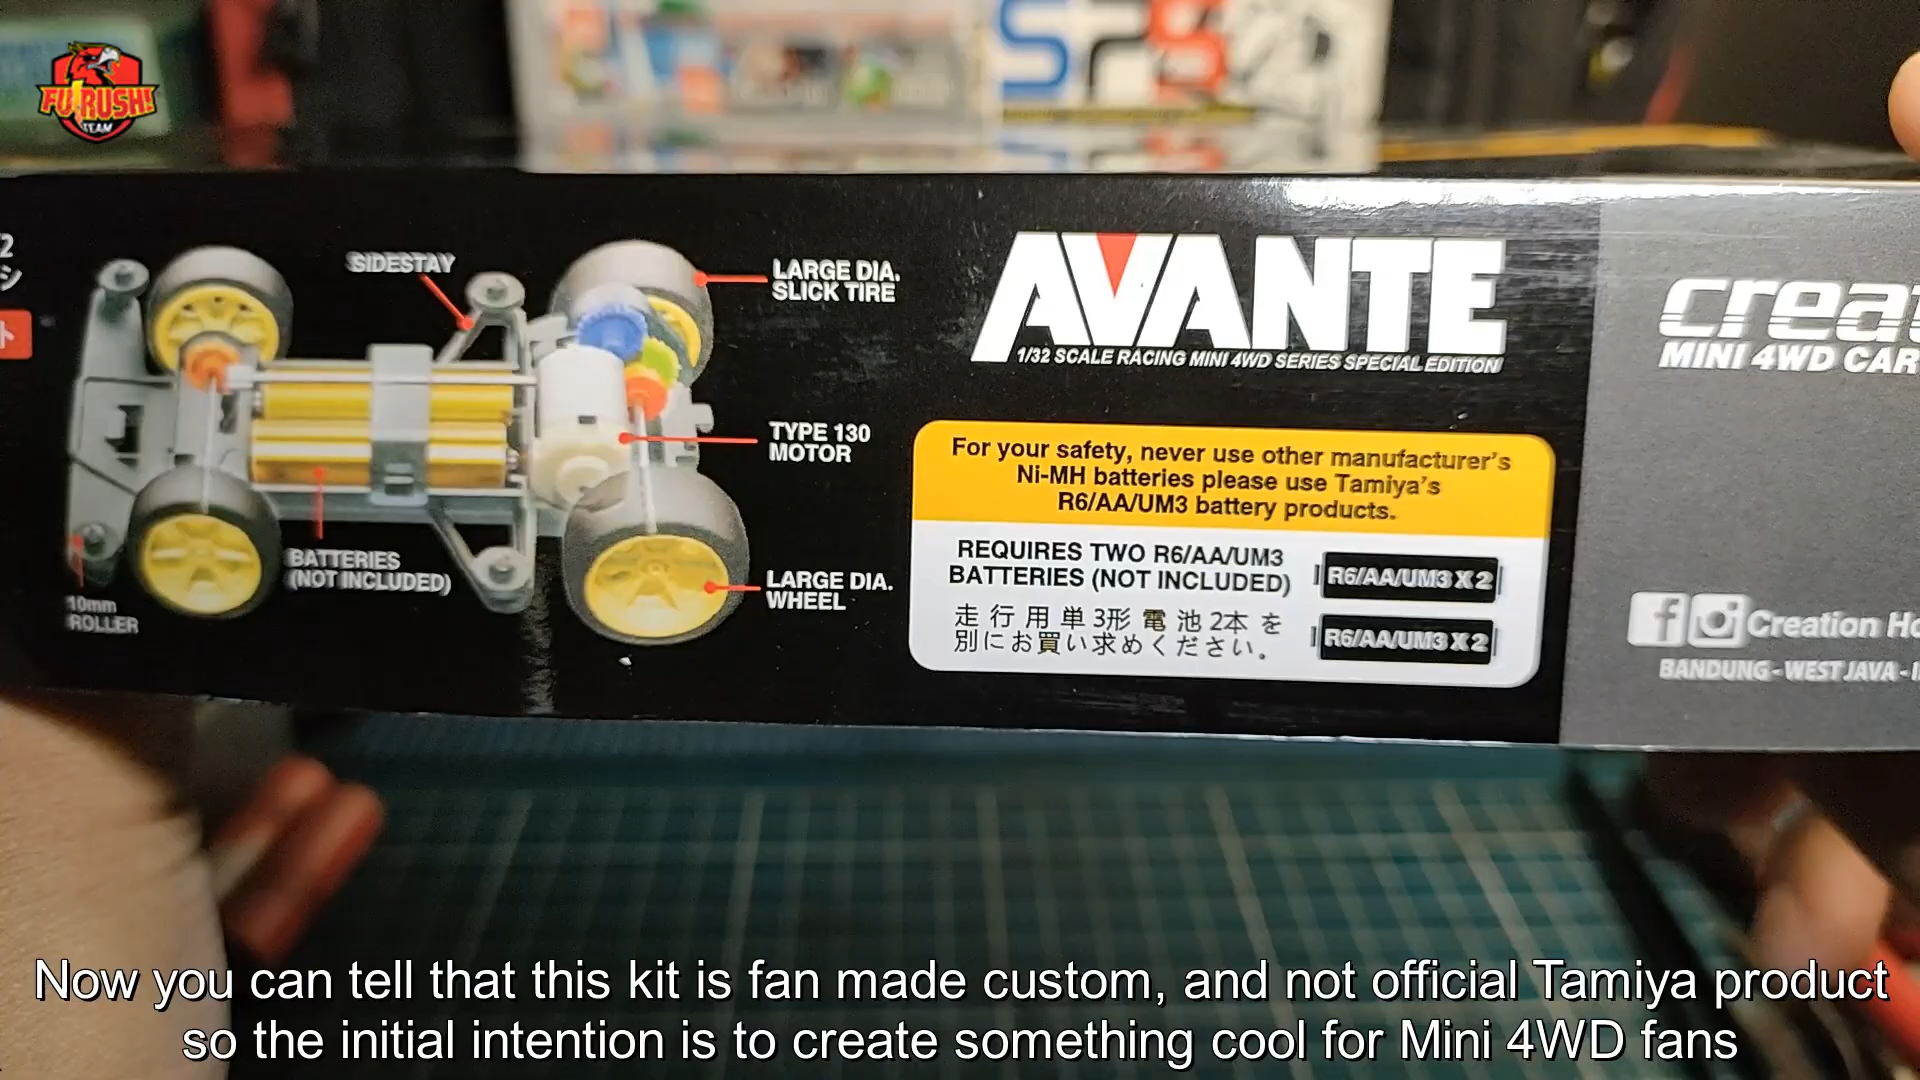 FU RUSH!
TEAM
SIDESTAY
LARGE DIA.
SLICK TIRE
TYPE 130
MOTOR
BATTERIES
(NOT INCLUDED)
LARGE DIA.
WHEEL
10mm
ROLLER
AVANTE
1/32 SCALE RACING MINI 4WD SERIES SPECIAL EDITION
For your safety, never use other manufacturer's
Ni-MH batteries please use Tamiya's
R6/AA/UM3 battery products.
REQUIRES TWO R6/AA/UM3
BATTERIES (NOT INCLUDED)
R6/AA/UM3 X 2
走行用単3形電池2本を
別にお買い求めください。
R6/AA/UM3 X 2
MINI 4WD CAR
Creation
BANDUNG - WEST JAVA -
Now you can tell that this kit is fan made custom, and not official Tamiya product
so the initial intention is to create something cool for Mini 4WD fans